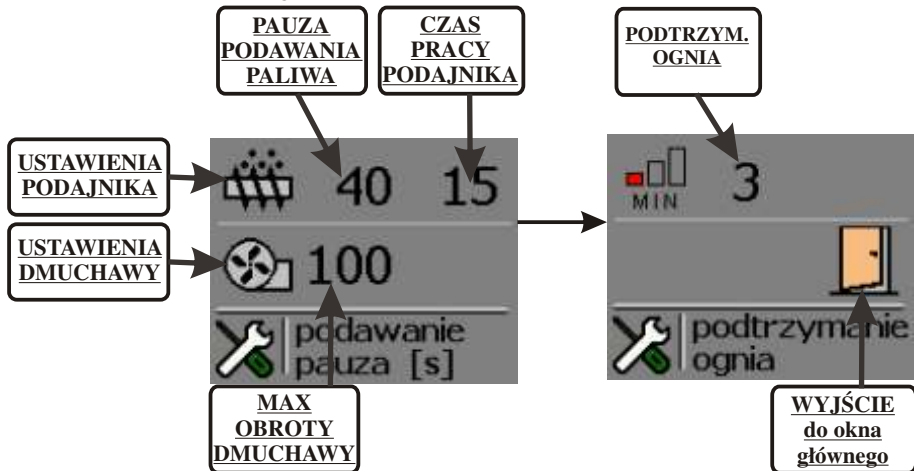 PAUZA
PODAWANIA
PALIWA
CZAS
PRACY
PODAJNIKA
PODTRZYM.
OGNIA
USTAWIENIA
PODAJNIKA
40 15
MIN 3
USTAWIENIA
DMUCHAWY
100
podawanie
pauza [s]
podtrzymanie
ognia
MAX
OBROTY
DMUCHAWY
WYJŚCIE
do okna
głównego